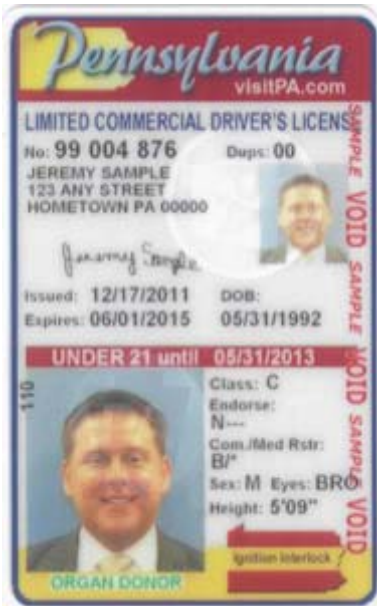 Pennsylvania
visitPA.com
LIMITED COMMERCIAL DRIVER'S LICENSE
No: 99 004 876 Dups: 00
JEREMY SAMPLE
123 ANY STREET
HOMETOWN PA 00000
Jeremy Sample
Issued: 12/17/2011 DOB:
Expires: 06/01/2015 05/31/1992
UNDER 21 until 05/31/2013
110
Class: C
Endorse:
N---
Com./Med Rstr:
B/*
Sex: M Eyes: BRO
Height: 5'09"
Ignition Interlock
ORGAN DONOR
SAMPLE VOID SAMPLE VOID SAMPLE VOID